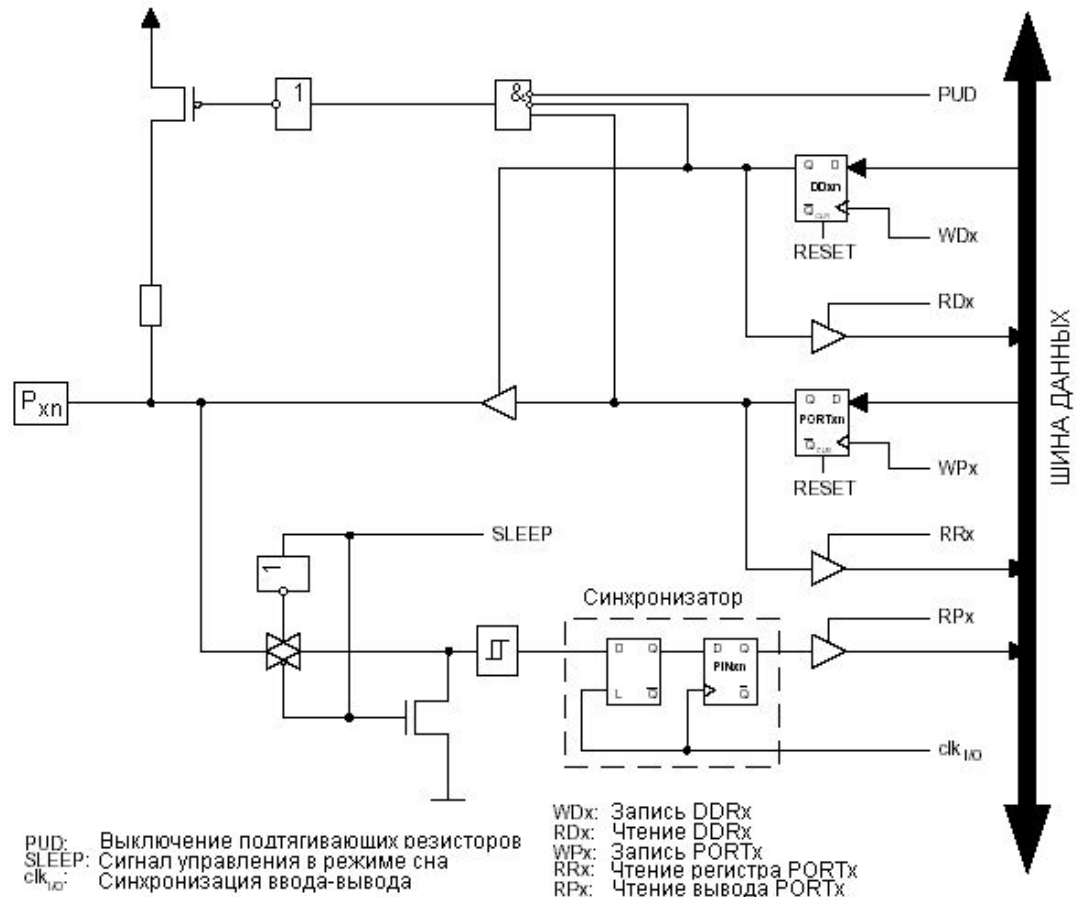 1
&
PUD
Q D
DDxn
Q CLR
WDx
RESET
RDx
Pxn
Q D
PORTxn
Q CLR
WPx
RESET
ШИНА ДАННЫХ
SLEEP
1
RRx
Синхронизатор
RPx
D Q
L Q
D Q
PINxn
Q
clk I/O
PUD: Выключение подтягивающих резисторов
SLEEP: Сигнал управления в режиме сна
clk I/O: Синхронизация ввода-вывода
WDx: Запись DDRx
RDx: Чтение DDRx
WPx: Запись PORTx
RRx: Чтение регистра PORTx
RPx: Чтение вывода PORTx